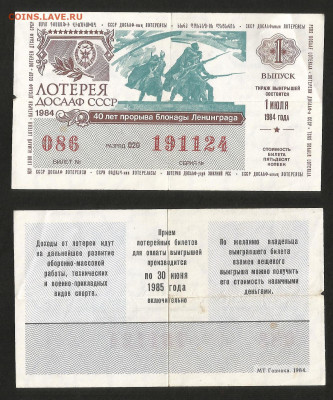 COINS.LAVE.RU
ЛОТЕРЕЯ
ДОСААФ СССР
1984
40 лет прорыва блокады Ленинграда
086
РАЗРЯД 020
191124
БИЛЕТ №
СЕРИЯ №
1
ВЫПУСК
ТИРАЖ ВЫИГРЫШЕЙ
СОСТОИТСЯ
1 ИЮЛЯ
1984 года
СТОИМОСТЬ
БИЛЕТА
ПЯТЬДЕСЯТ
КОПЕЕК
Доходы от лотереи идут
на дальнейшее развитие
оборонно-массовой
работы, технических
и военно-прикладных
видов спорта.
Прием
лотерейных билетов
для оплаты выигрышей
производится
по 30 июня
1985 года
включительно
По желанию владельца
выигравшего билета
взамен вещевого
выигрыша можно получить
его стоимость наличными
деньгами.
МТ Гознака. 1984.